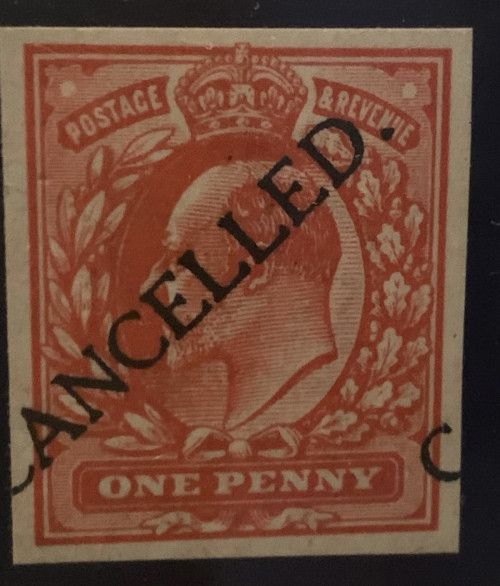 POSTAGE & REVENUE
CANCELLED.
C
ONE PENNY